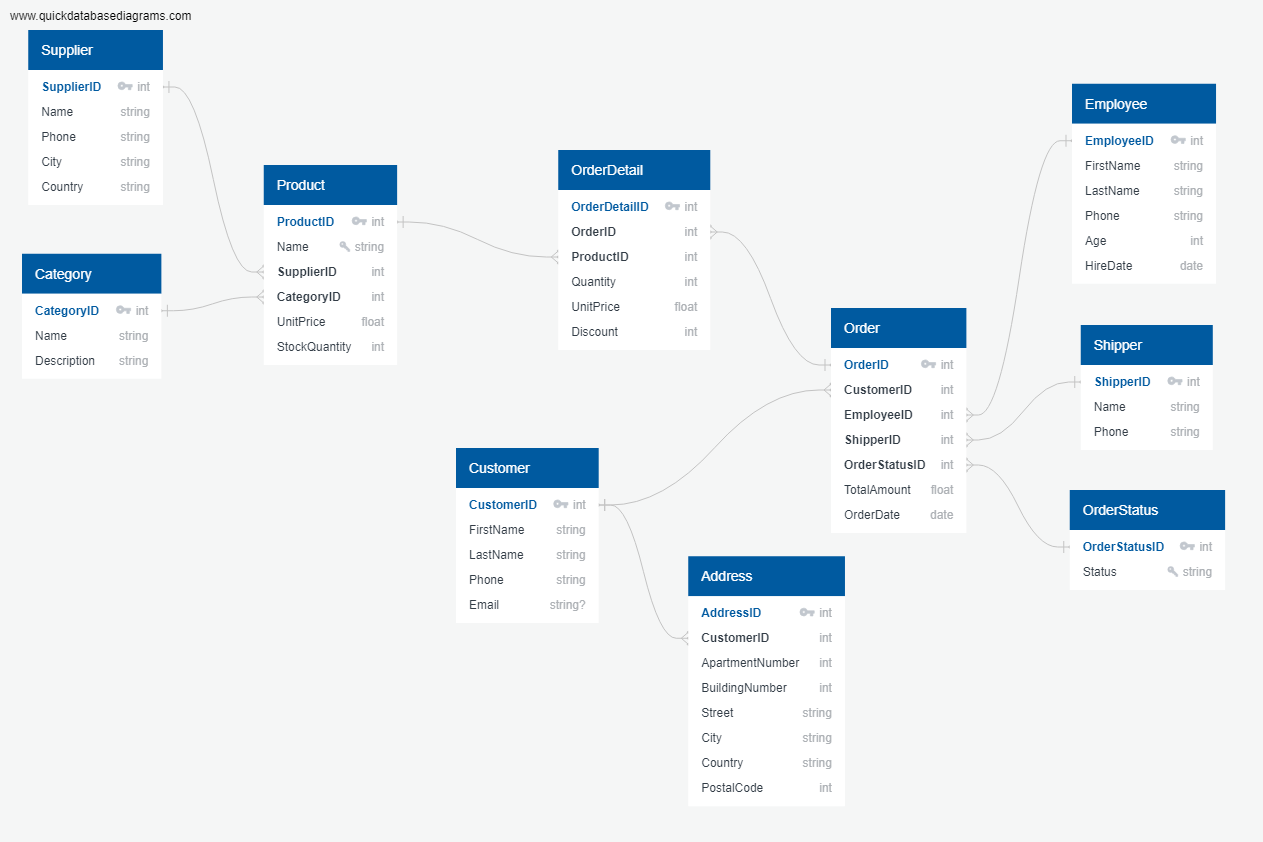 www.quickdatabasediagrams.com
Supplier
SupplierID int
Name string
Phone string
City string
Country string
Category
CategoryID int
Name string
Description string
Product
ProductID int
Name string
SupplierID int
CategoryID int
UnitPrice float
StockQuantity int
OrderDetail
OrderDetailID int
OrderID int
ProductID int
Quantity int
UnitPrice float
Discount int
Customer
CustomerID int
FirstName string
LastName string
Phone string
Email string?
Address
AddressID int
CustomerID int
ApartmentNumber int
BuildingNumber int
Street string
City string
Country string
PostalCode int
Order
OrderID int
CustomerID int
EmployeeID int
ShipperID int
OrderStatusID int
TotalAmount float
OrderDate date
Employee
EmployeeID int
FirstName string
LastName string
Phone string
Age int
HireDate date
Shipper
ShipperID int
Name string
Phone string
OrderStatus
OrderStatusID int
Status string